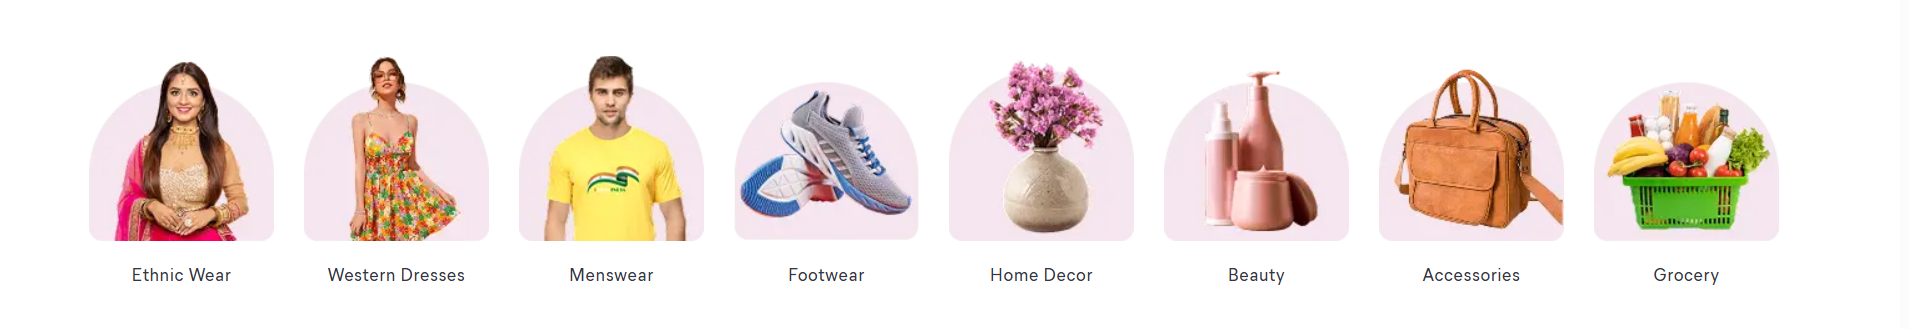 Ethnic Wear
Western Dresses
Menswear
Footwear
Home Decor
Beauty
Accessories
Grocery